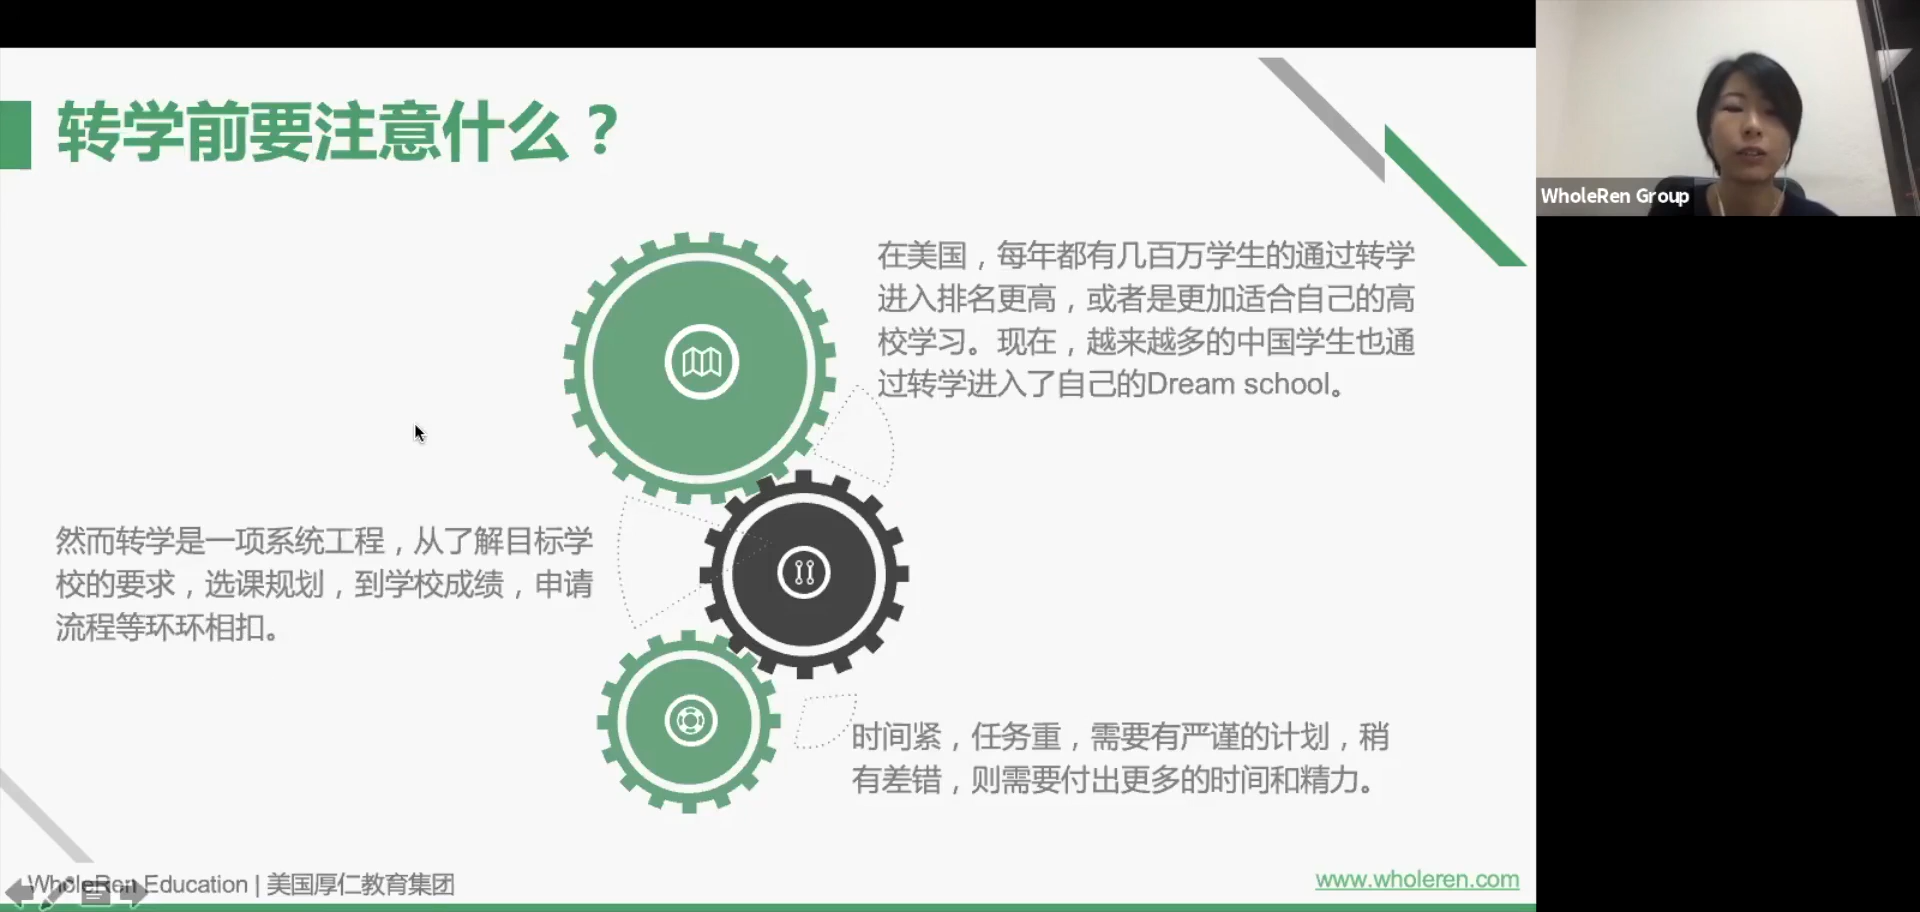 转学前要注意什么？
在美国，每年都有几百万学生的通过转学
进入排名更高，或者是更加适合自己的高
校学习。现在，越来越多的中国学生也通
过转学进入了自己的Dream school。
然而转学是一项系统工程，从了解目标学
校的要求，选课规划，到学校成绩，申请
流程等环环相扣。
时间紧，任务重，需要有严谨的计划，稍
有差错，则需要付出更多的时间和精力。
WholeRen Education | 美国厚仁教育集团
www.wholeren.com
WholeRen Group